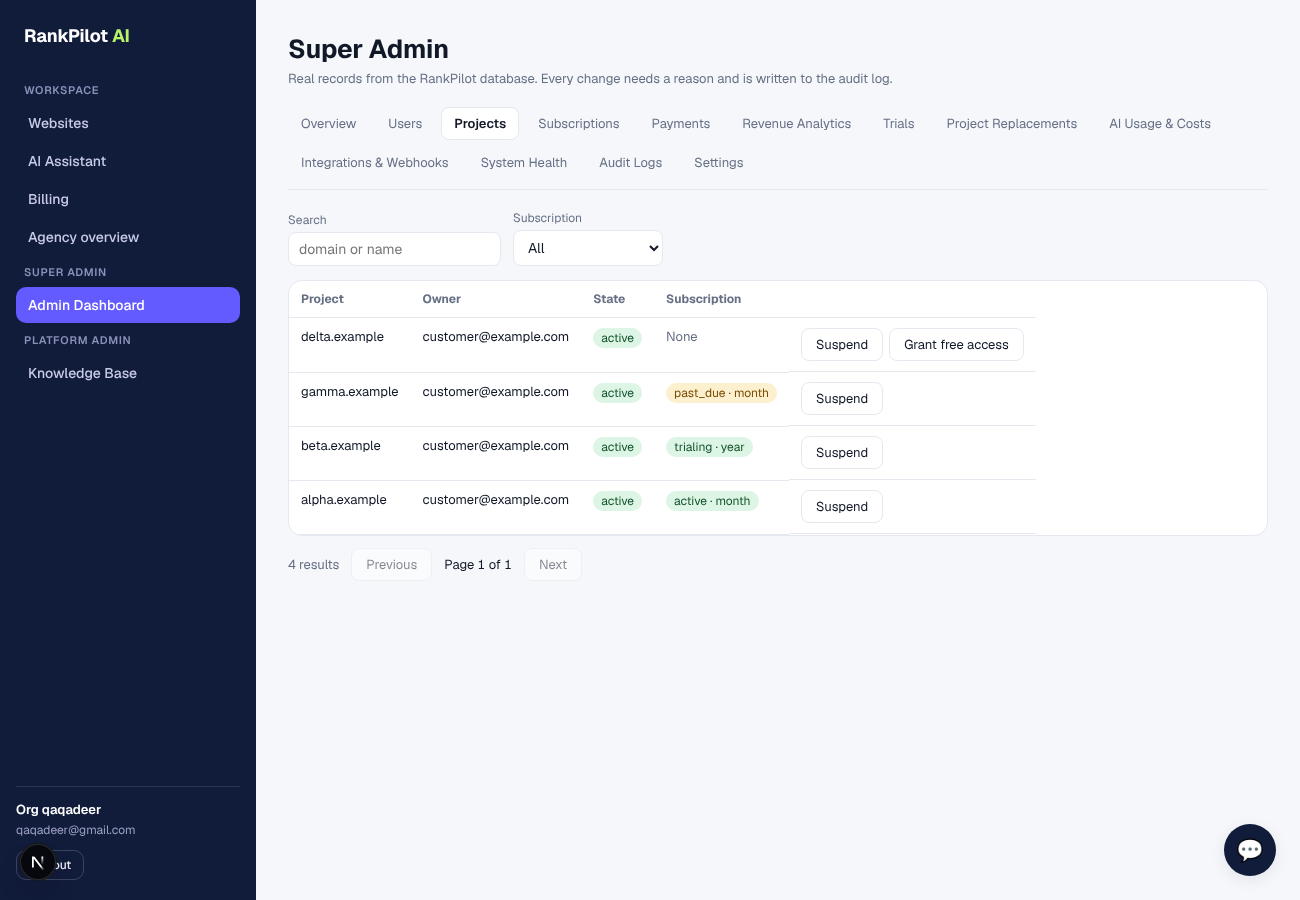 RankPilot AI
WORKSPACE
Websites
AI Assistant
Billing
Agency overview
SUPER ADMIN
Admin Dashboard
PLATFORM ADMIN
Knowledge Base
Org qaqadeer
qaqadeer@gmail.com
N
out
Super Admin
Real records from the RankPilot database. Every change needs a reason and is written to the audit log.
Overview Users Projects Subscriptions Payments Revenue Analytics Trials Project Replacements AI Usage & Costs
Integrations & Webhooks System Health Audit Logs Settings
Search Subscription
domain or name All
Project Owner State Subscription
delta.example customer@example.com active None Suspend Grant free access
gamma.example customer@example.com active past_due · month Suspend
beta.example customer@example.com active trialing · year Suspend
alpha.example customer@example.com active active · month Suspend
4 results Previous Page 1 of 1 Next